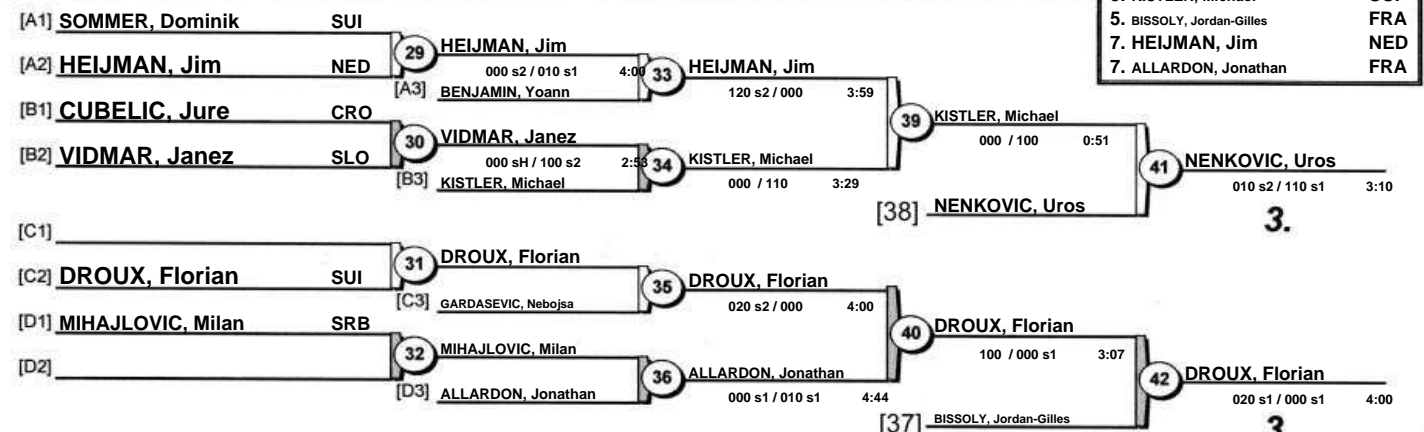 5. BISSOLY, Jordan-Gilles FRA
7. HEIJMAN, Jim NED
7. ALLARDON, Jonathan FRA
[A1] SOMMER, Dominik SUI
29 HEIJMAN, Jim
[A2] HEIJMAN, Jim NED
000 s2 / 010 s1 4:00
33 HEIJMAN, Jim
[A3] BENJAMIN, Yoann
120 s2 / 000 3:59
[B1] CUBELIC, Jure CRO
39 KISTLER, Michael
30 VIDMAR, Janez
000 / 100 0:51
[B2] VIDMAR, Janez SLO
000 sH / 100 s2 2:53
34 KISTLER, Michael
41 NENKOVIC, Uros
[B3] KISTLER, Michael
000 / 110 3:29
010 s2 / 110 s1 3:10
[38] NENKOVIC, Uros
3.
[C1]
31 DROUX, Florian
[C2] DROUX, Florian SUI
35 DROUX, Florian
[C3] GARDASEVIC, Nebojsa
020 s2 / 000 4:00
[D1] MIHAJLOVIC, Milan SRB
40 DROUX, Florian
32 MIHAJLOVIC, Milan
100 / 000 s1 3:07
[D2]
36 ALLARDON, Jonathan
42 DROUX, Florian
[D3] ALLARDON, Jonathan
000 s1 / 010 s1 4:44
020 s1 / 000 s1 4:00
[37] BISSOLY, Jordan-Gilles
3